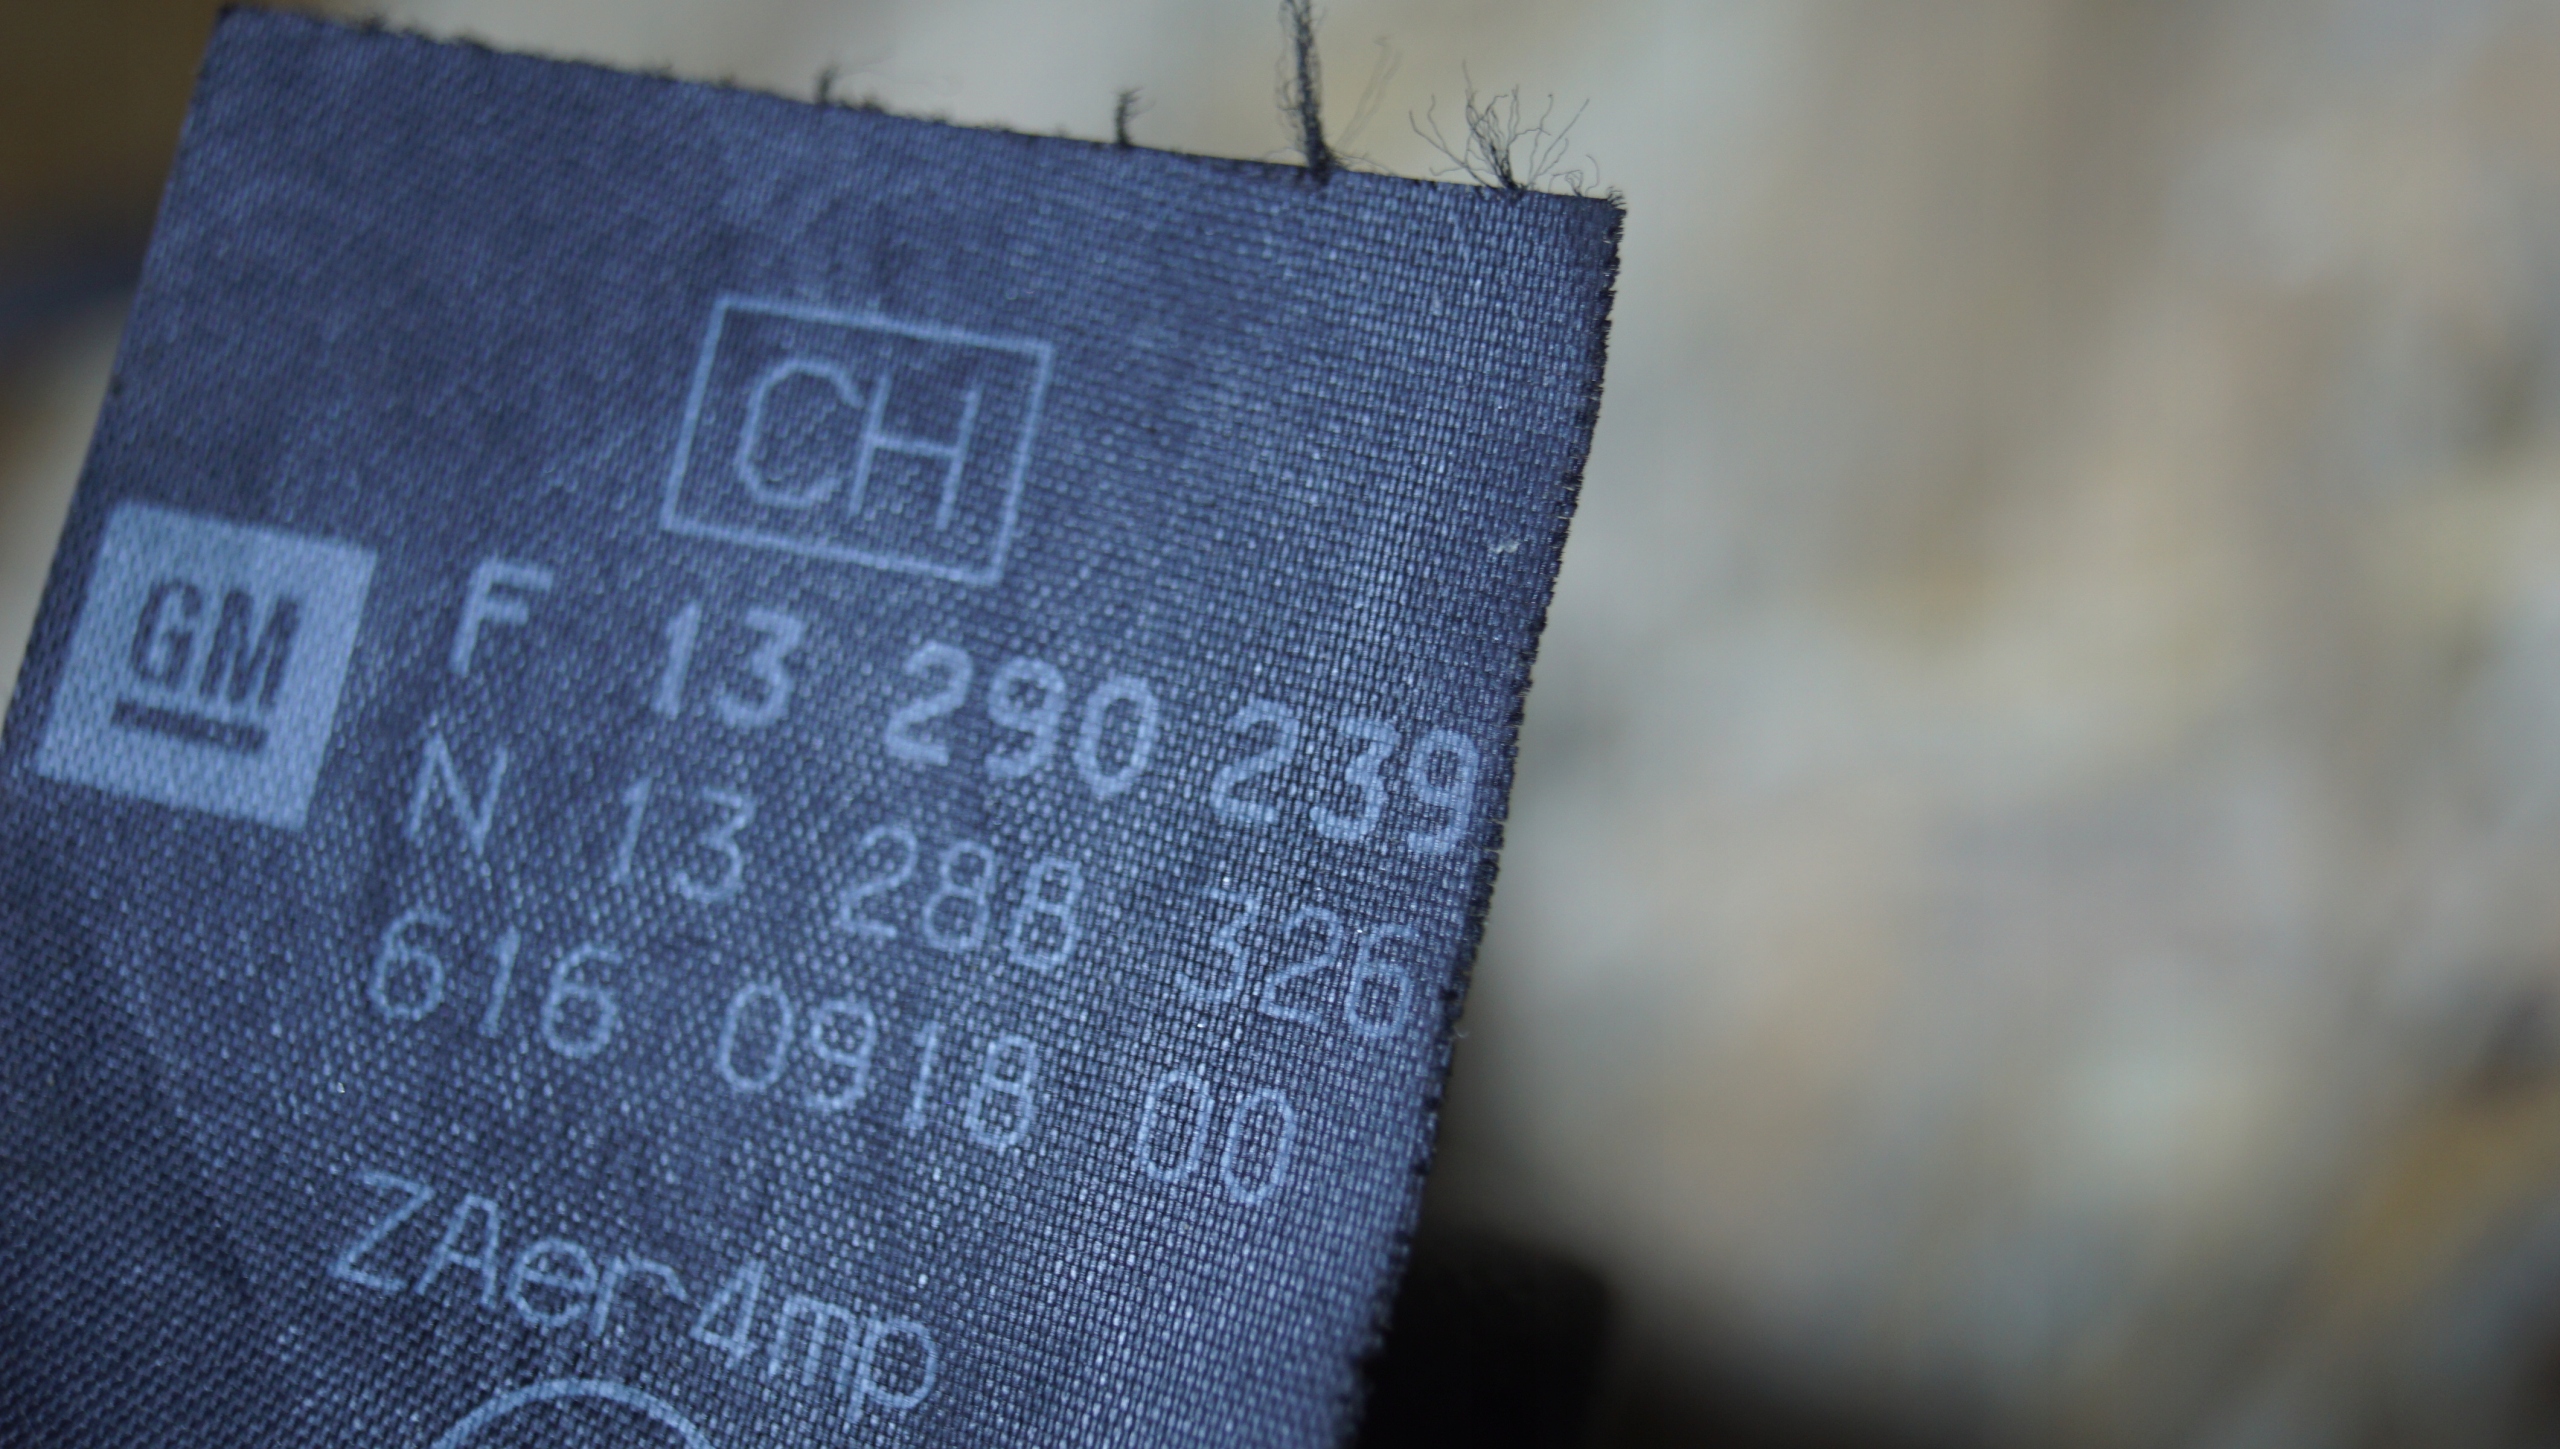 CH
GM F 13 290 239
N 13 288 326
616 0918 00
ZAer4mp